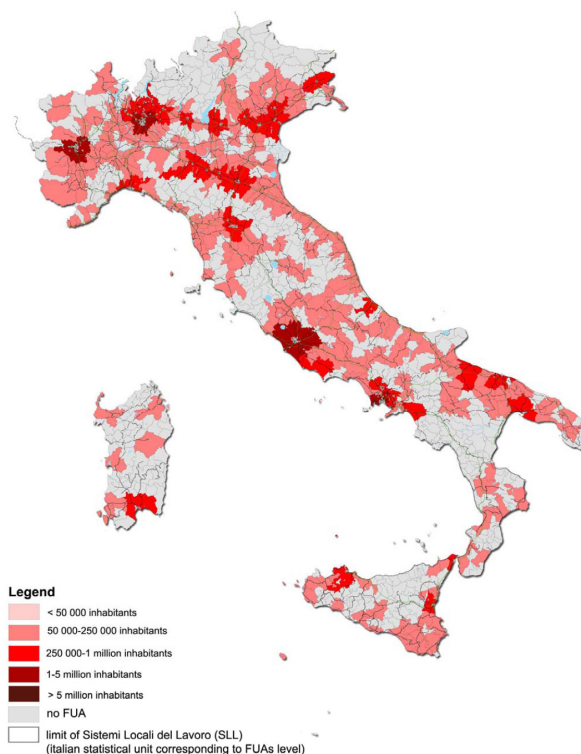 Legend
< 50 000 inhabitants
50 000-250 000 inhabitants
250 000-1 million inhabitants
1-5 million inhabitants
> 5 million inhabitants
no FUA
limit of Sistemi Locali del Lavoro (SLL)
(italian statistical unit corresponding to FUAs level)